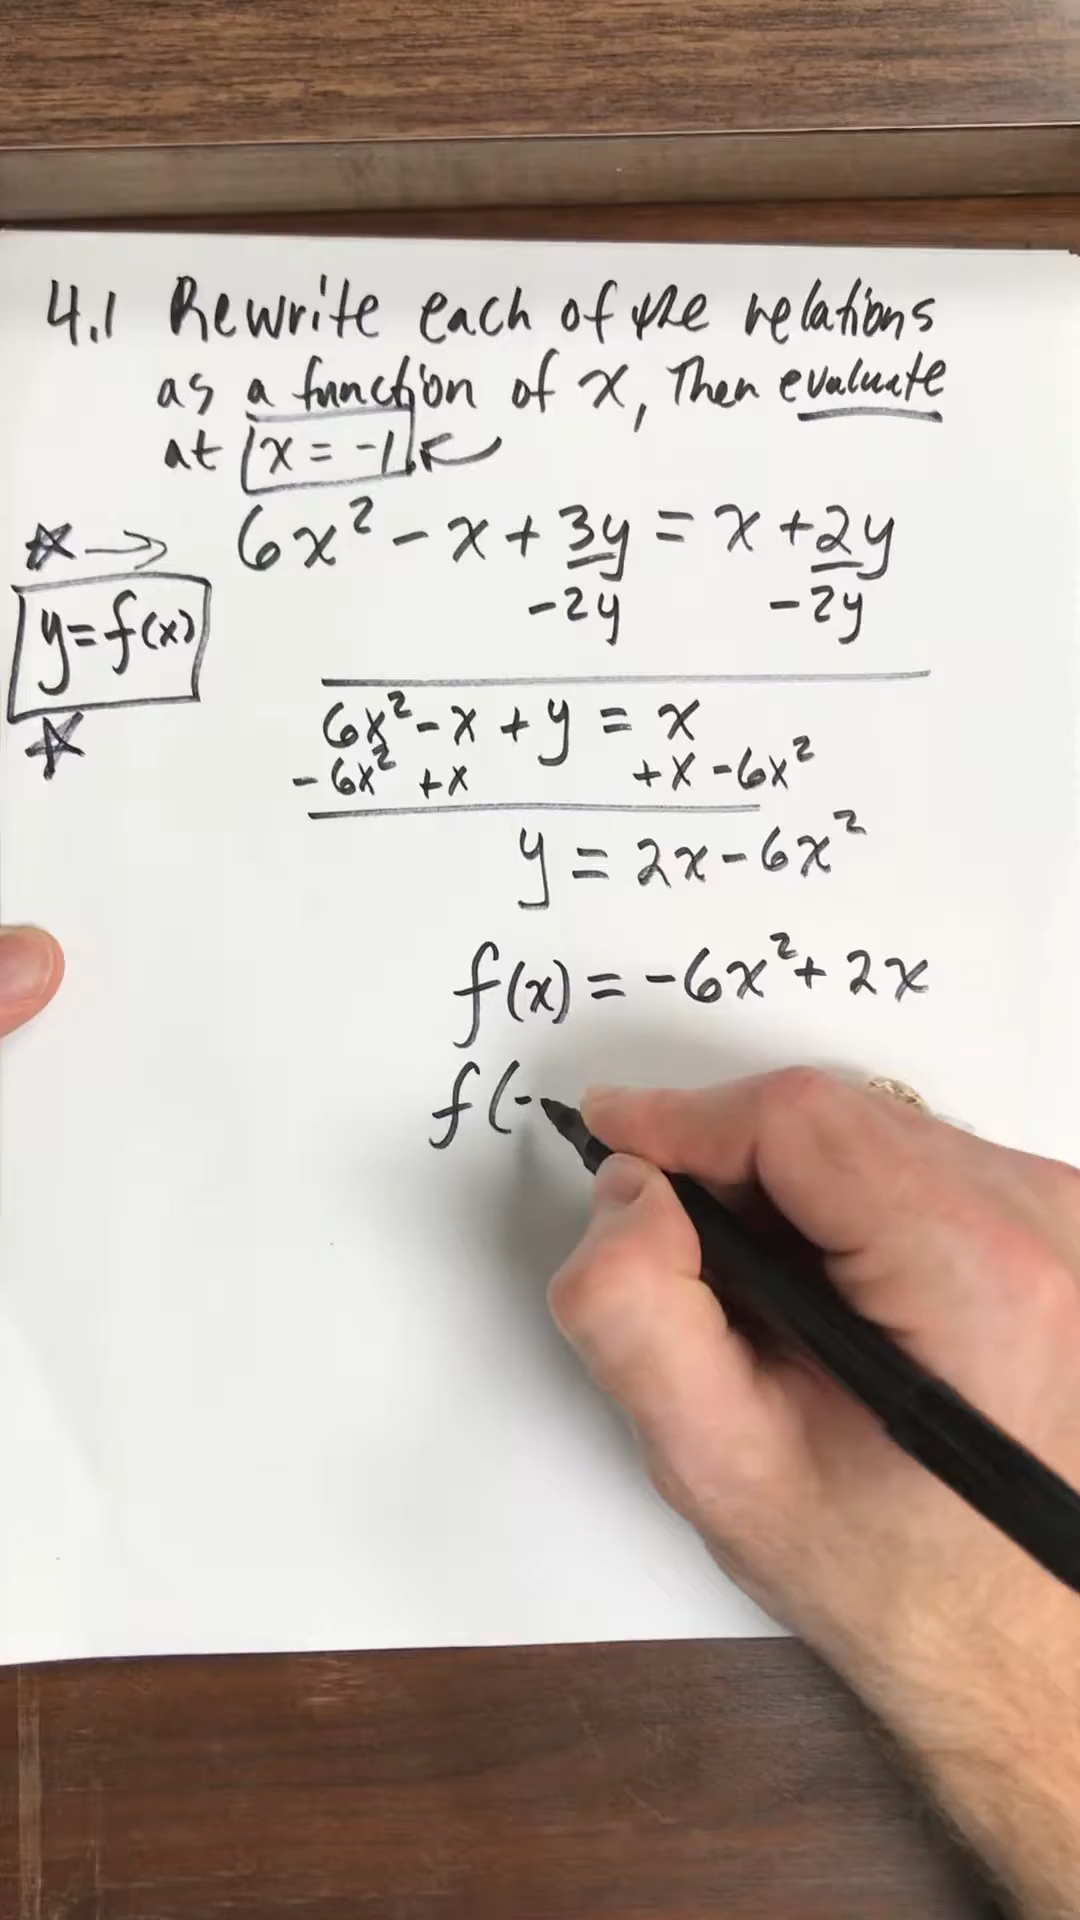 4.1 Rewrite each of the relations
as a function of x, Then evaluate
at x = -1
6x² - x + 3y = x + 2y
-2y -2y
y = f(x)
6x² - x + y = x
- 6x² + x + x - 6x²
y = 2x - 6x²
f(x) = -6x² + 2x
f(-